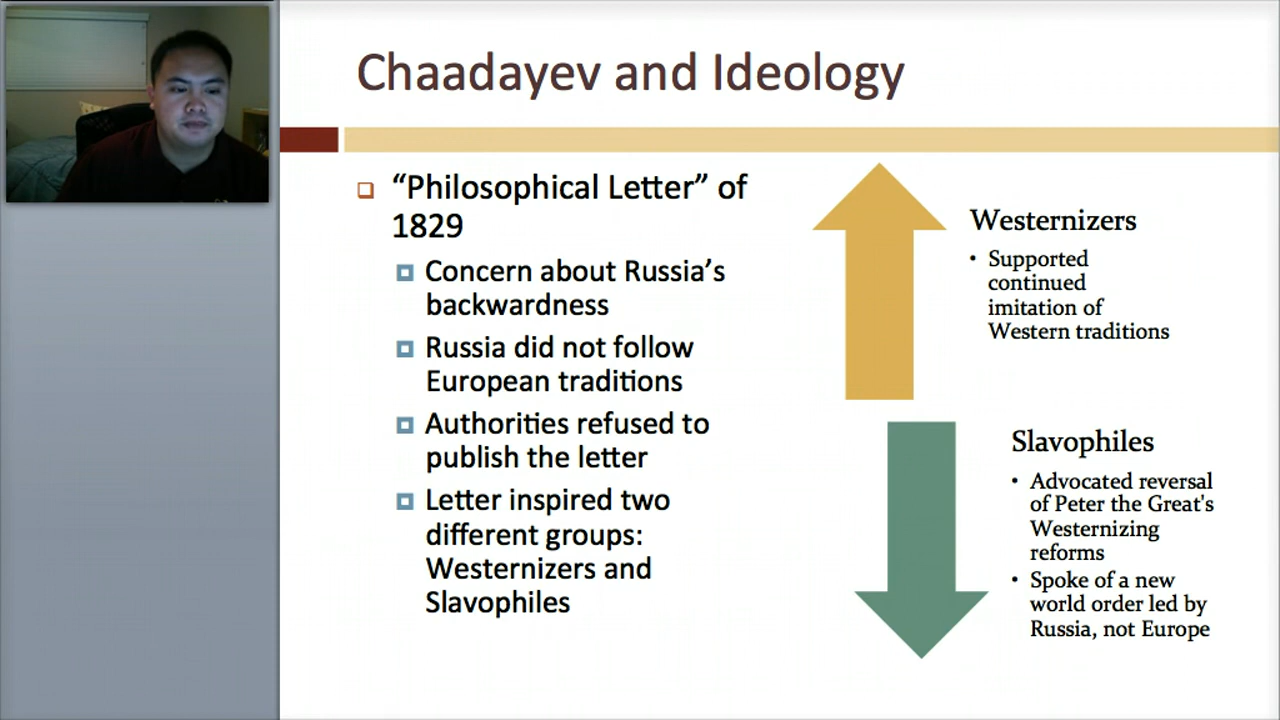 Chaadayev and Ideology
“Philosophical Letter” of
1829
Concern about Russia’s
backwardness
Russia did not follow
European traditions
Authorities refused to
publish the letter
Letter inspired two
different groups:
Westernizers and
Slavophiles
Westernizers
• Supported
continued
imitation of
Western traditions
Slavophiles
• Advocated reversal
of Peter the Great's
Westernizing
reforms
• Spoke of a new
world order led by
Russia, not Europe